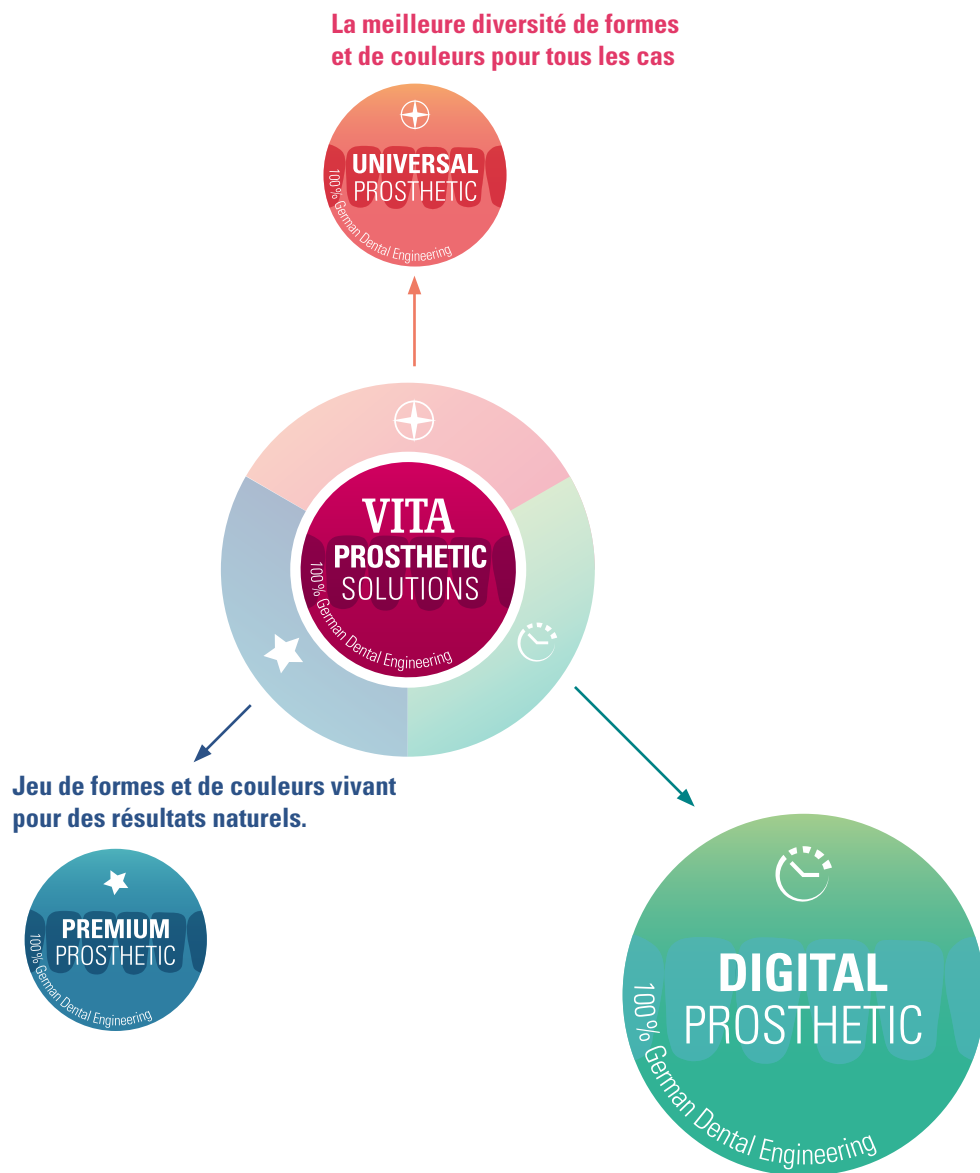 La meilleure diversité de formes
et de couleurs pour tous les cas
UNIVERSAL
PROSTHETIC
100 % German Dental Engineering
VITA
PROSTHETIC
SOLUTIONS
100 % German Dental Engineering
Jeu de formes et de couleurs vivant
pour des résultats naturels.
PREMIUM
PROSTHETIC
100 % German Dental Engineering
DIGITAL
PROSTHETIC
100 % German Dental Engineering